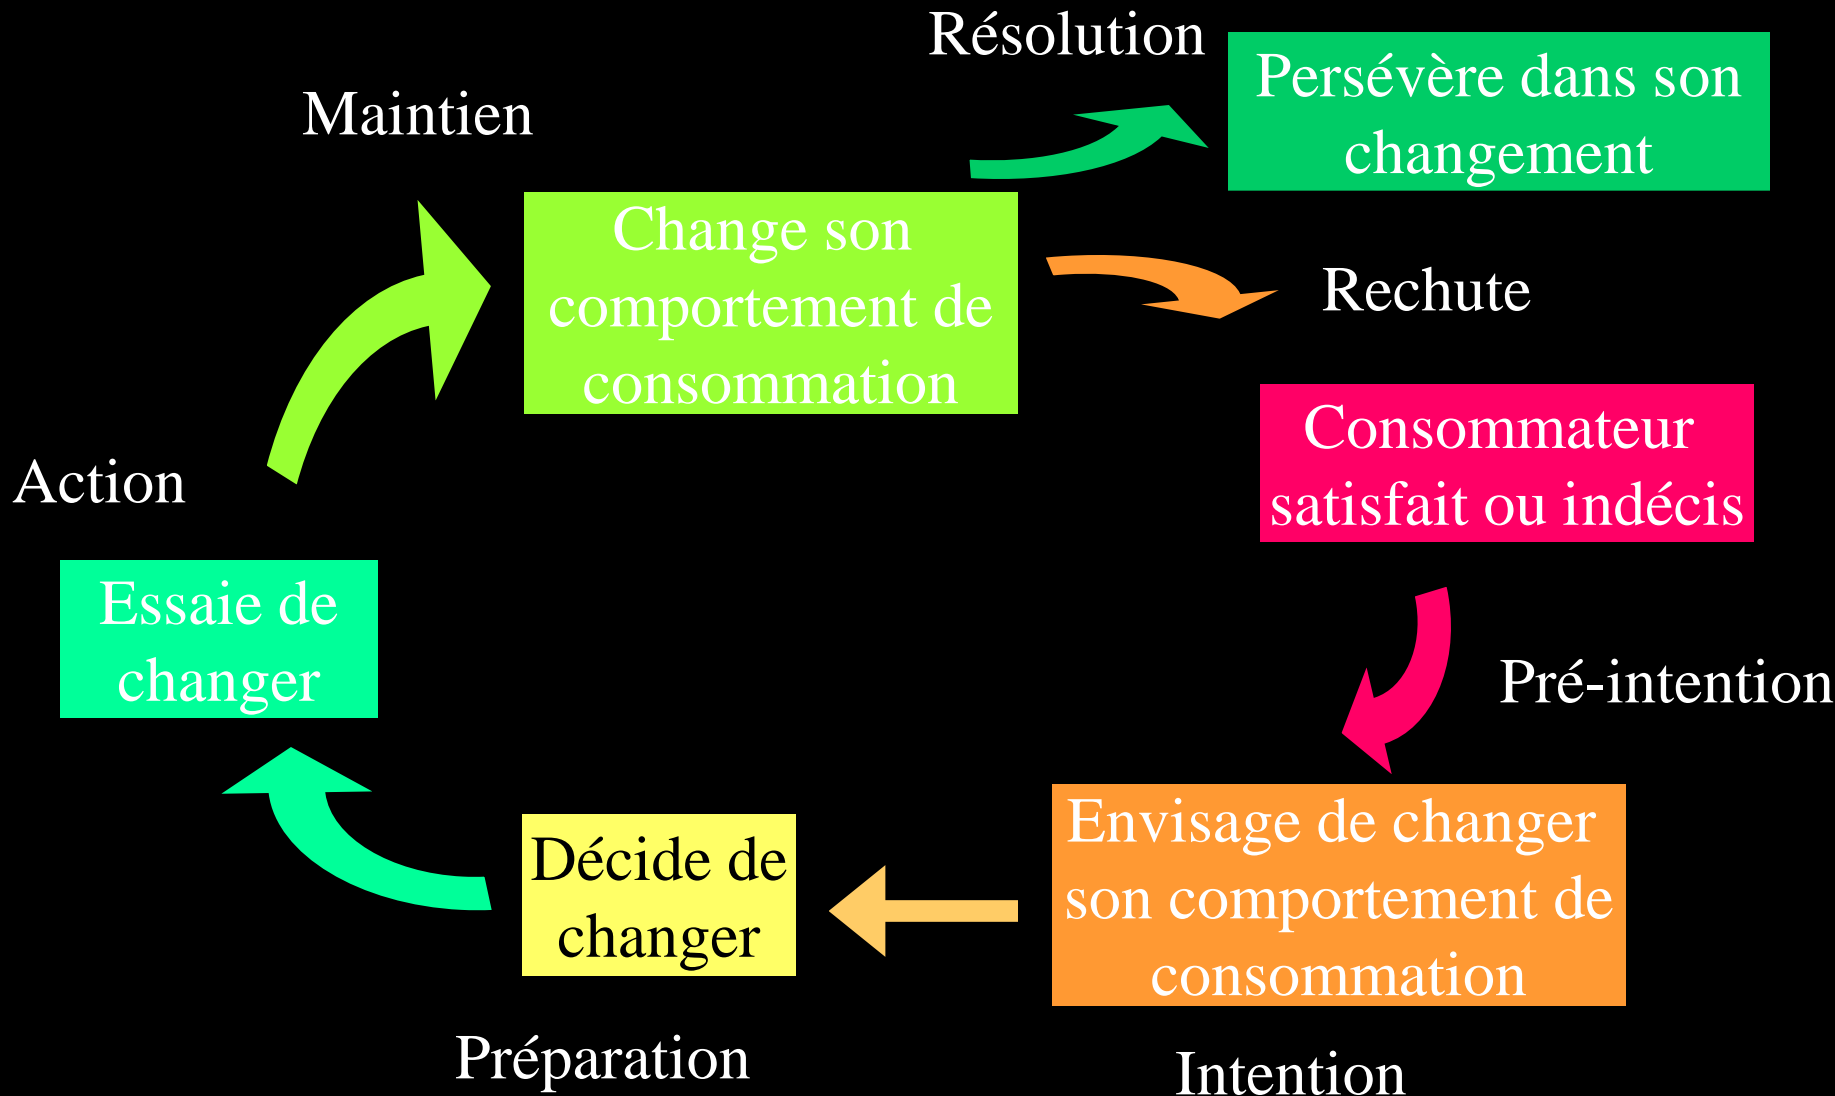 Résolution
Persévère dans son
changement
Maintien
Change son
comportement de
consommation
Rechute
Consommateur
satisfait ou indécis
Action
Essaie de
changer
Pré-intention
Envisage de changer
son comportement de
consommation
Décide de
changer
Préparation
Intention